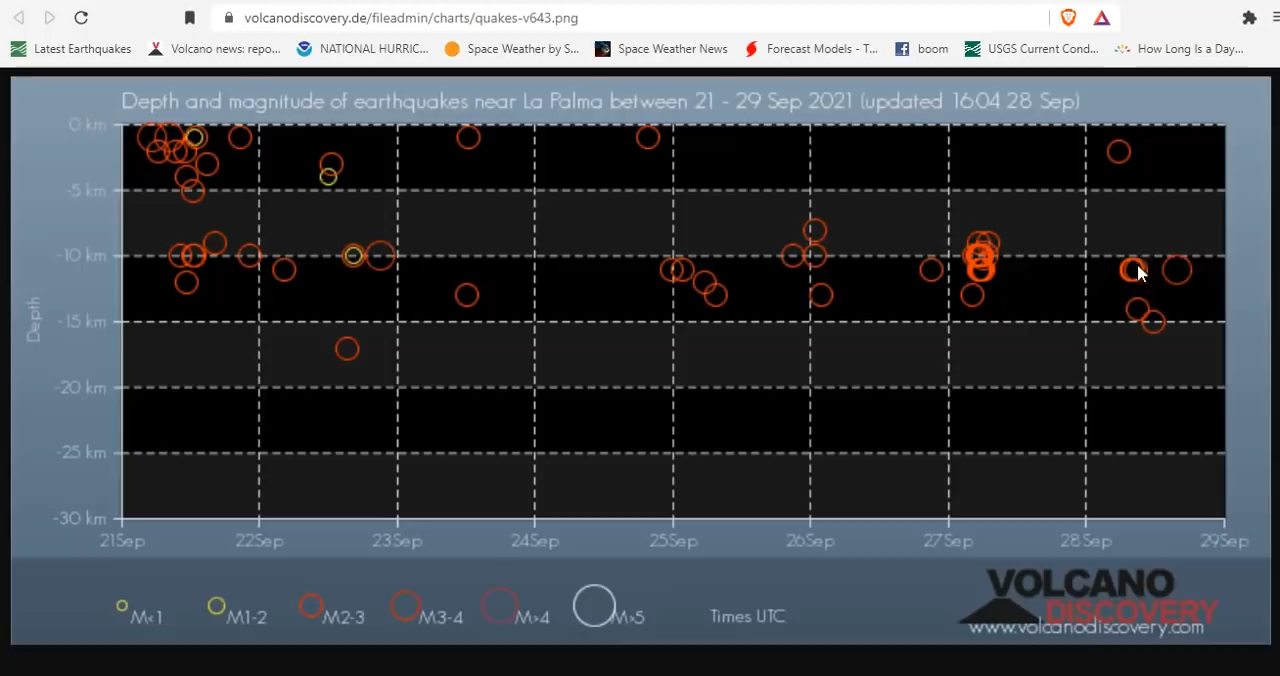 volcanodiscovery.de/fileadmin/charts/quakes-v643.png
Latest Earthquakes Volcano news: repo... NATIONAL HURRIC... Space Weather by S... Space Weather News Forecast Models - T... boom USGS Current Cond... How Long Is a Day...
Depth and magnitude of earthquakes near La Palma between 21 - 29 Sep 2021 (updated 16:04 28 Sep)
0 km
-5 km
-10 km
-15 km
-20 km
-25 km
-30 km
Depth
21Sep 22Sep 23Sep 24Sep 25Sep 26Sep 27Sep 28Sep 29Sep
M<1 M1-2 M2-3 M3-4 M>4 M>5 Times UTC
VOLCANO
DISCOVERY
www.volcanodiscovery.com